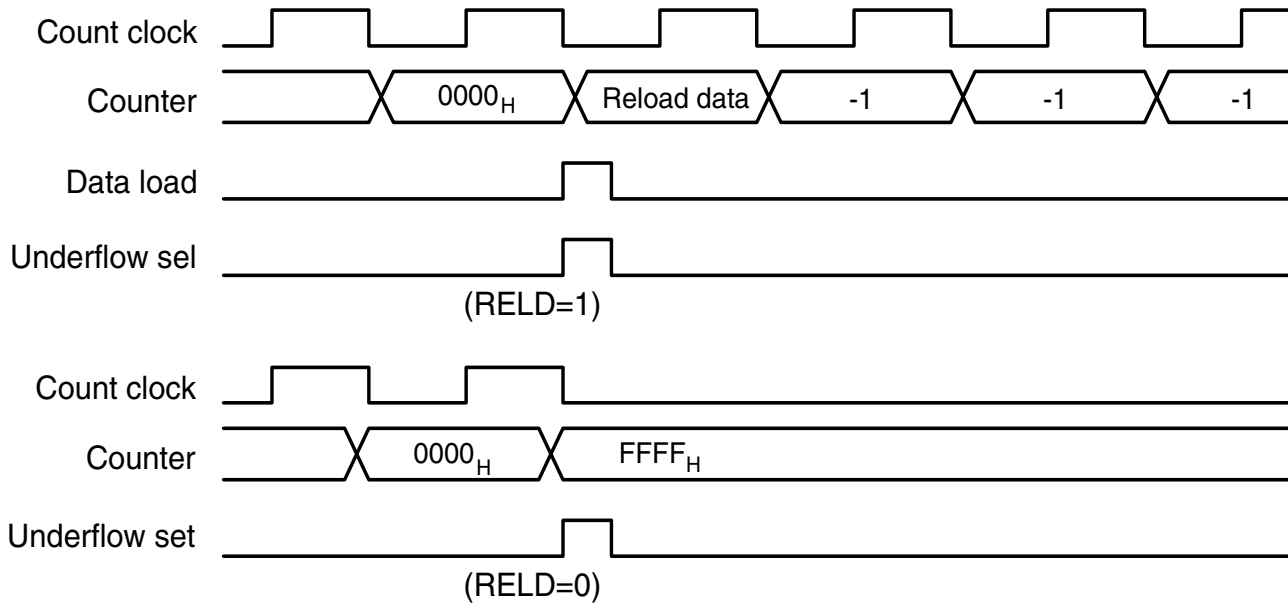 Count clock
Counter 0000H Reload data -1 -1 -1
Data load
Underflow sel
(RELD=1)
Count clock
Counter 0000H FFFFH
Underflow set
(RELD=0)